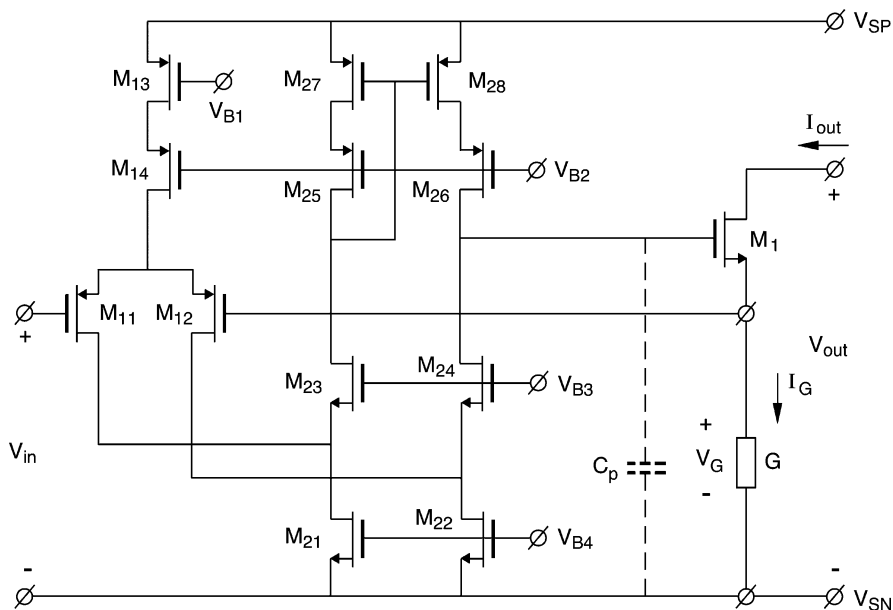 V_SP
M_13
V_B1
M_27
M_28
I_out
+
M_14
M_25
M_26
V_B2
+
M_1
M_11
M_12
+
V_out
M_23
M_24
V_B3
I_G
V_in
+
C_p
V_G
G
-
M_21
M_22
V_B4
-
-
V_SN